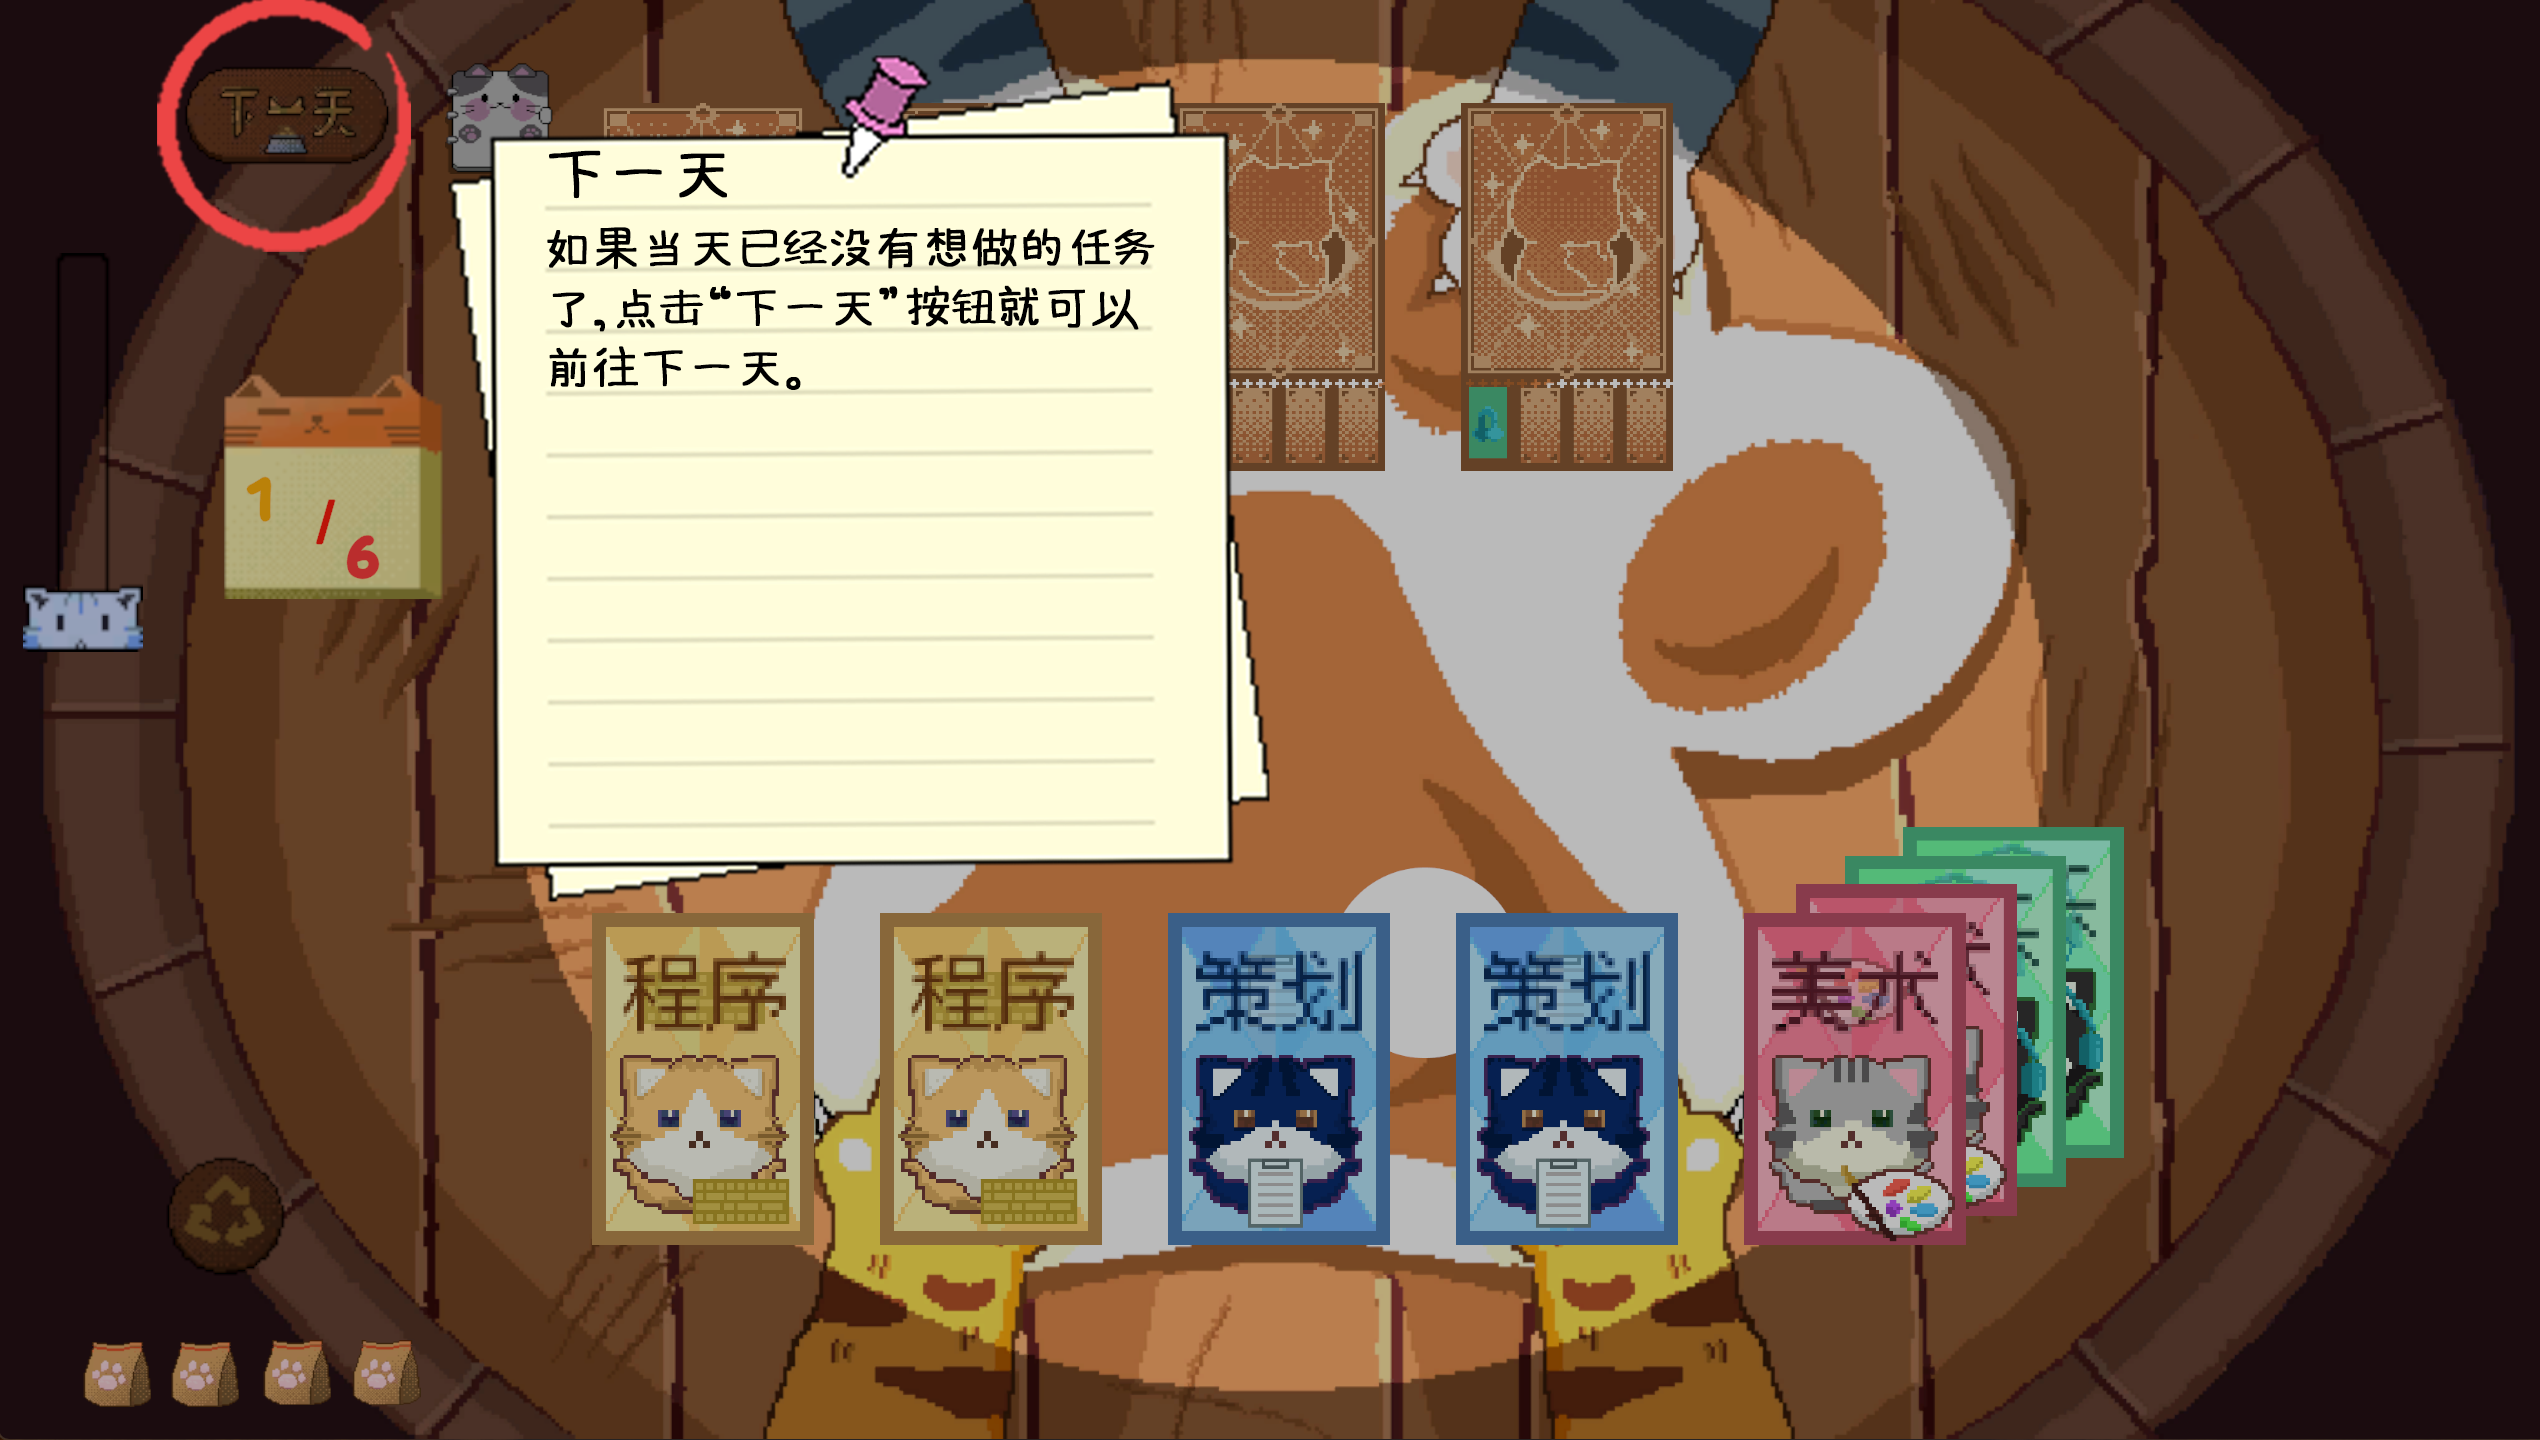 下一天
下一天
如果当天已经没有想做的任务
了,点击“下一天”按钮就可以
前往下一天。
1/6
程序
程序
策划
策划
美术